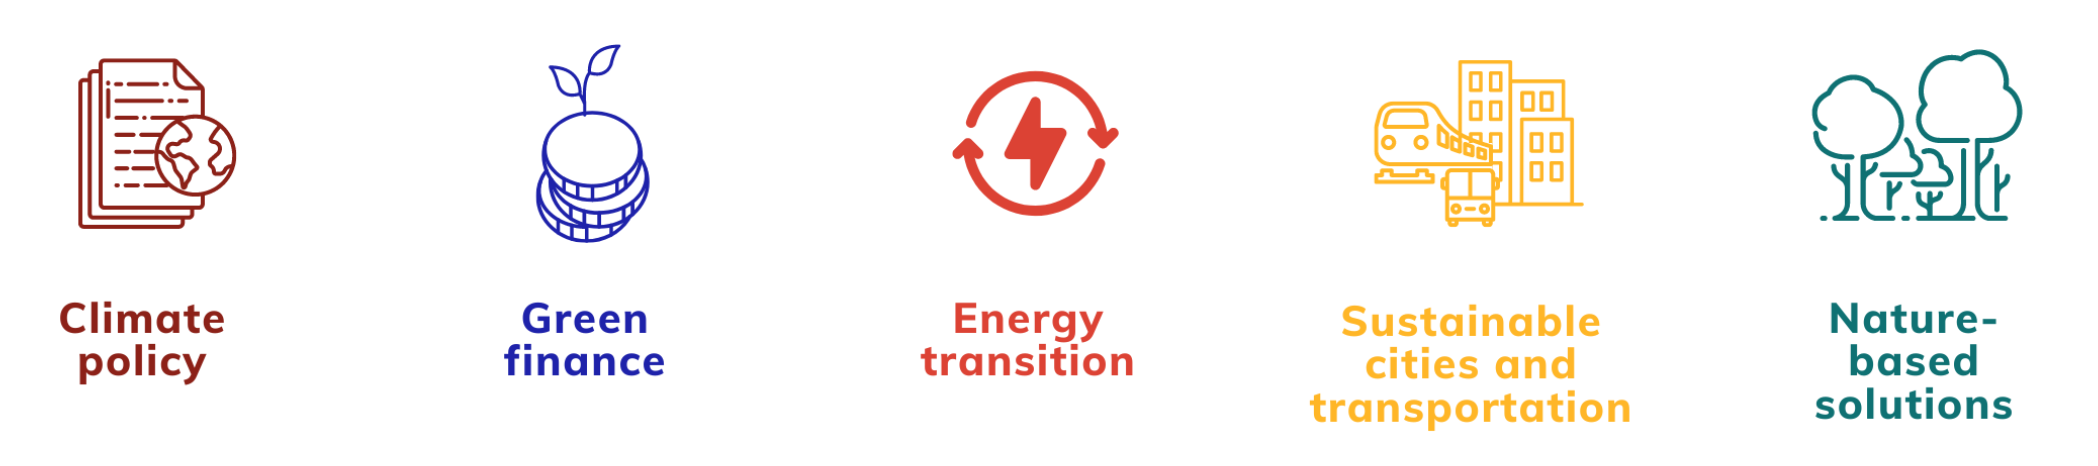 Climate
policy
Green
finance
Energy
transition
Sustainable
cities and
transportation
Nature-
based
solutions